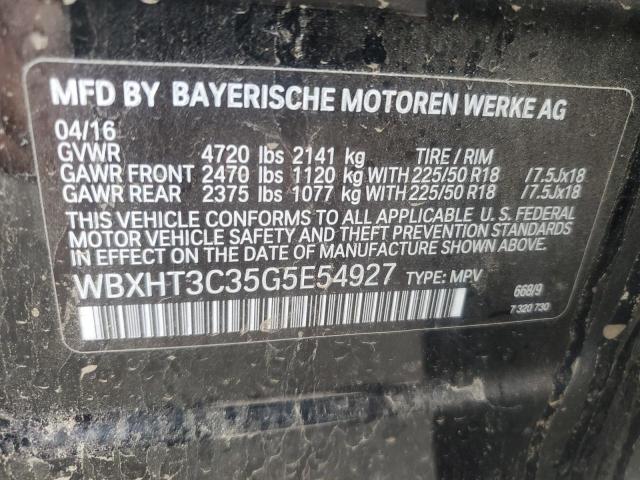 MFD BY BAYERISCHE MOTOREN WERKE AG
04/16
GVWR 4720 lbs 2141 kg TIRE / RIM
GAWR FRONT 2470 lbs 1120 kg WITH 225/50 R18 / 7.5Jx18
GAWR REAR 2375 lbs 1077 kg WITH 225/50 R18 / 7.5Jx18
THIS VEHICLE CONFORMS TO ALL APPLICABLE U. S. FEDERAL
MOTOR VEHICLE SAFETY AND THEFT PREVENTION
STANDARDS IN EFFECT ON THE DATE OF MANUFACTURE SHOWN ABOVE.
WBXHT3C35G5E54927 TYPE: MPV 668/9
7 320 730